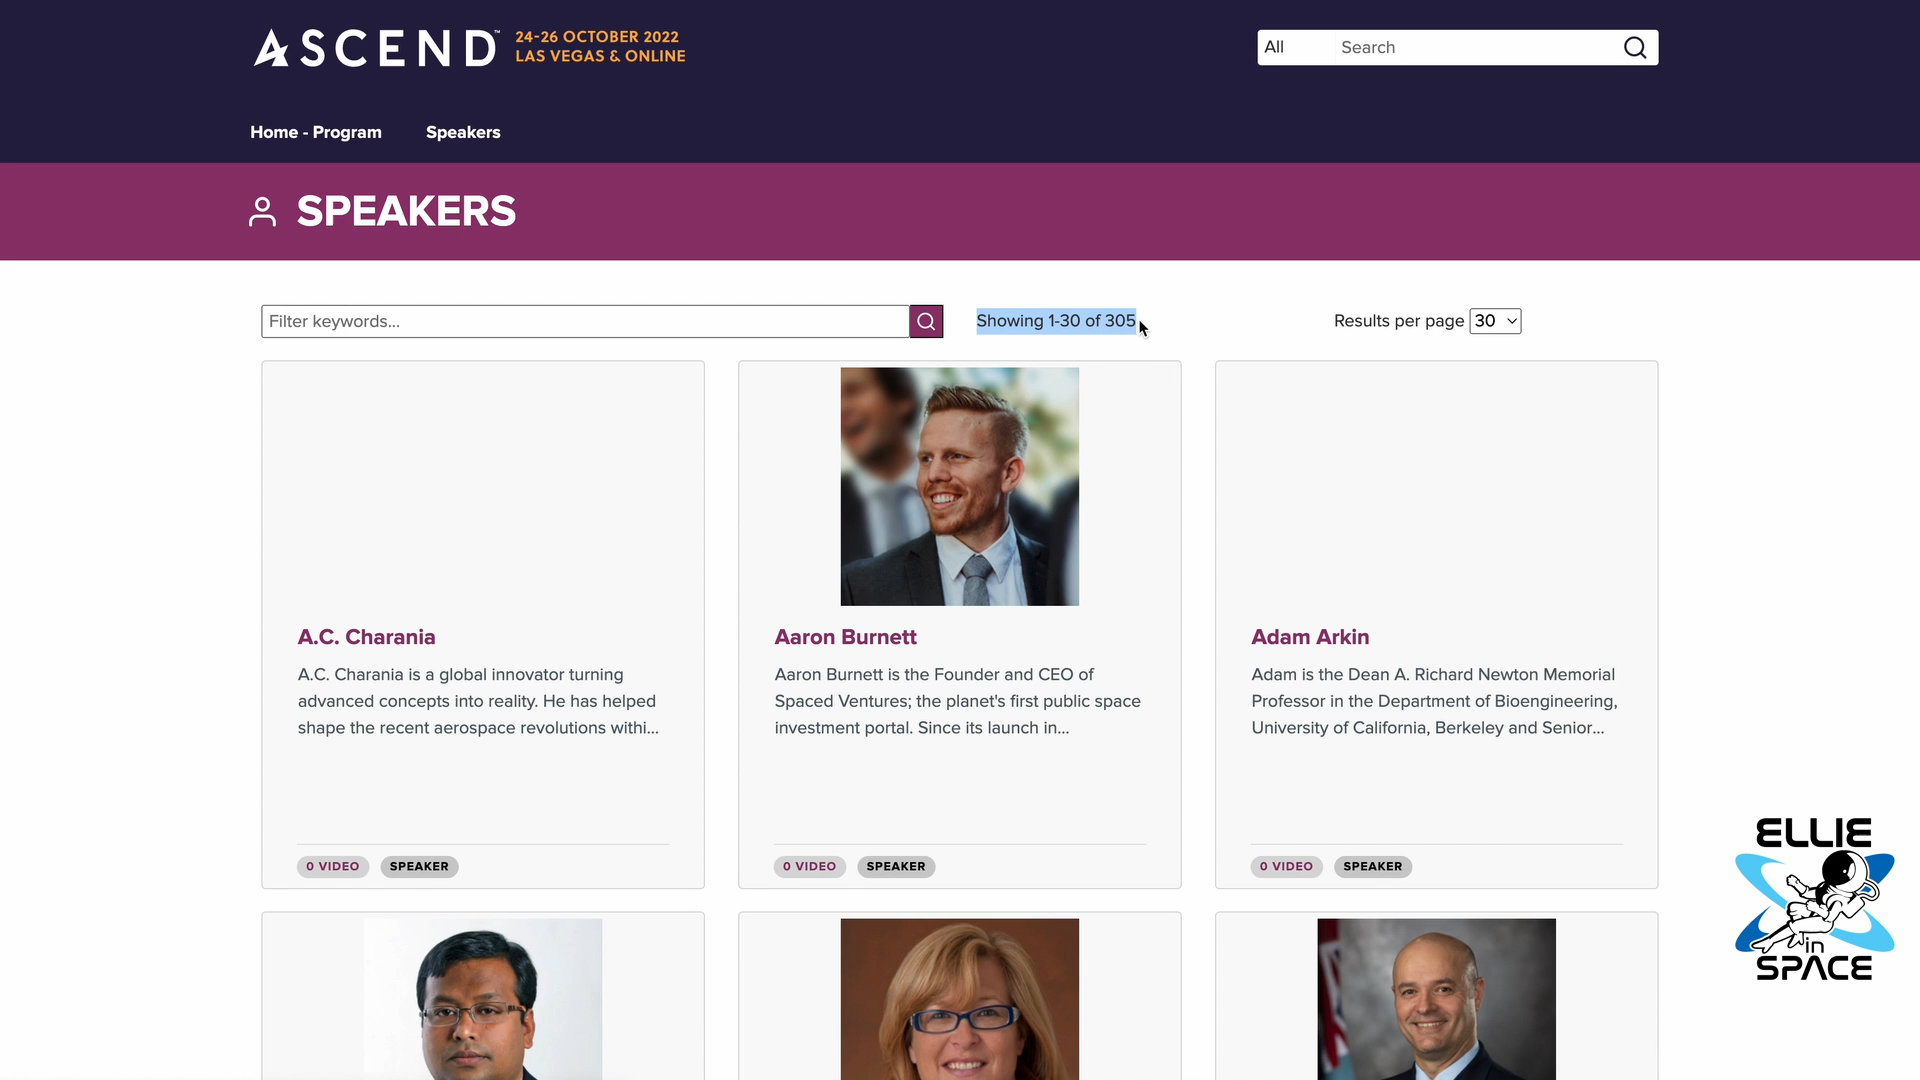 ASCEND™
24-26 OCTOBER 2022
LAS VEGAS & ONLINE
All
Search
Home - Program
Speakers
SPEAKERS
Filter keywords...
Showing 1-30 of 305
Results per page 30
A.C. Charania
A.C. Charania is a global innovator turning
advanced concepts into reality. He has helped
shape the recent aerospace revolutions withi...
0 VIDEO
SPEAKER
Aaron Burnett
Aaron Burnett is the Founder and CEO of
Spaced Ventures; the planet's first public space
investment portal. Since its launch in...
0 VIDEO
SPEAKER
Adam Arkin
Adam is the Dean A. Richard Newton Memorial
Professor in the Department of Bioengineering,
University of California, Berkeley and Senior...
0 VIDEO
SPEAKER
ELLIE
in
SPACE